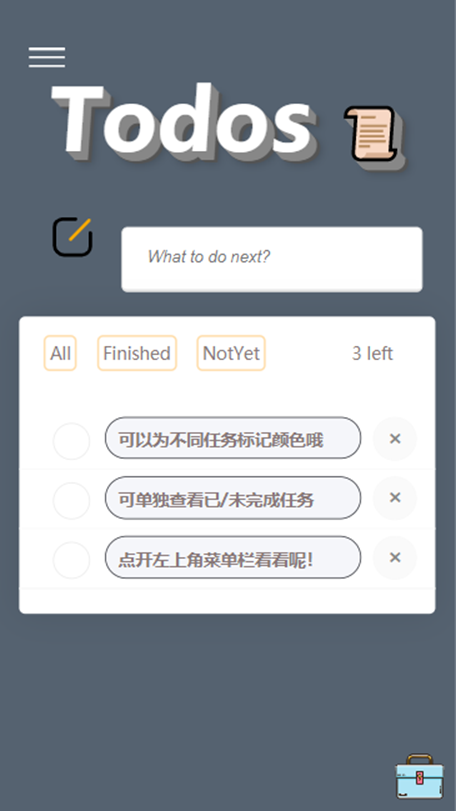 Todos
What to do next?
All Finished NotYet 3 left
可以为不同任务标记颜色哦 ×
可单独查看已/未完成任务 ×
点开左上角菜单栏看看呢! ×